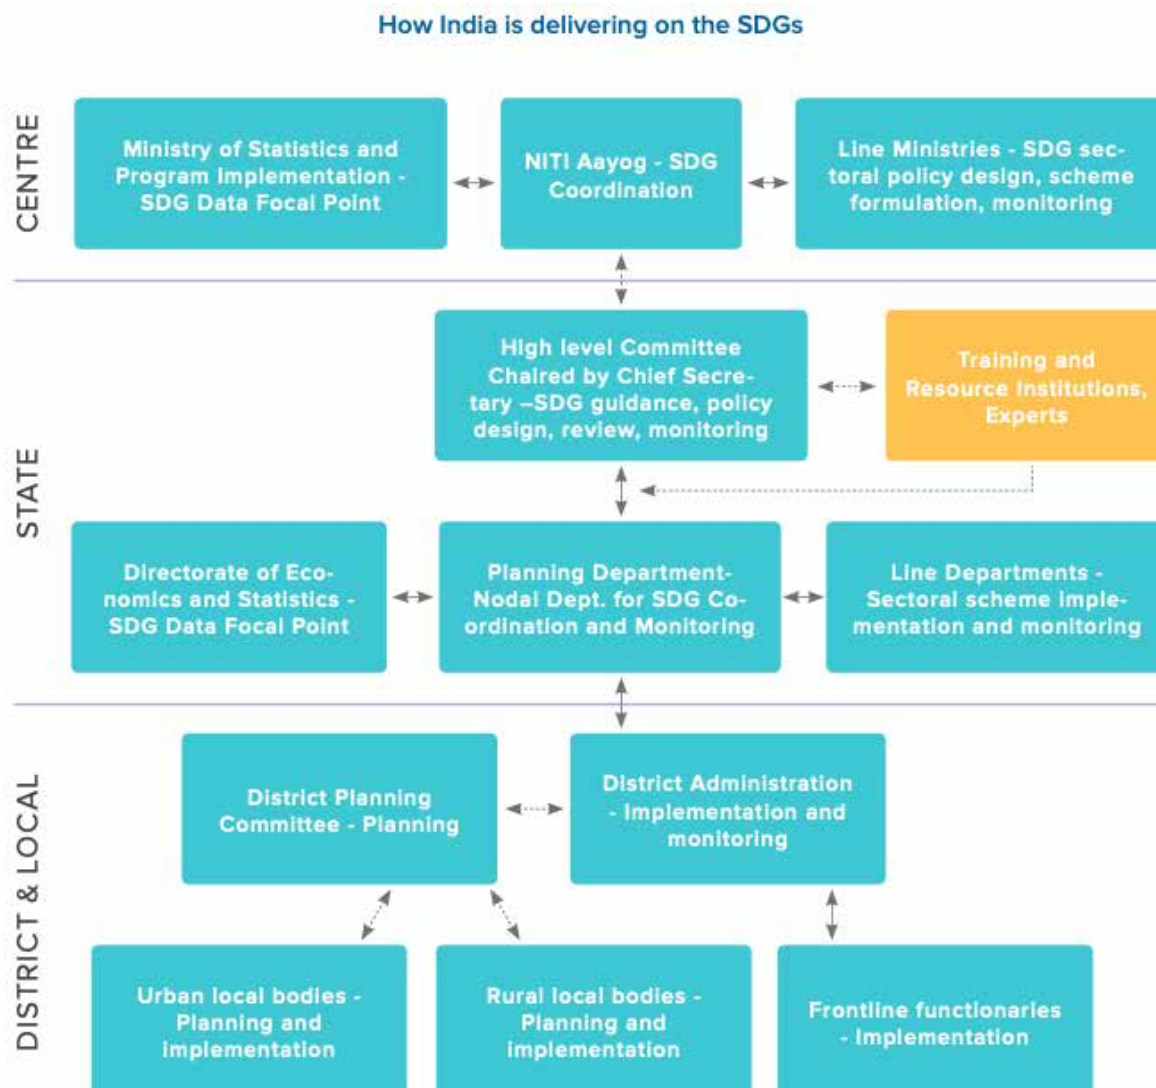 How India is delivering on the SDGs
CENTRE
Ministry of Statistics and
Program Implementation -
SDG Data Focal Point
NITI Aayog - SDG
Coordination
Line Ministries - SDG sec-
toral policy design, scheme
formulation, monitoring
STATE
High level Committee
Chaired by Chief Secre-
tary –SDG guidance, policy
design, review, monitoring
Training and
Resource Institutions,
Experts
Directorate of Eco-
nomics and Statistics -
SDG Data Focal Point
Planning Department-
Nodal Dept. for SDG Co-
ordination and Monitoring
Line Departments -
Sectoral scheme imple-
mentation and monitoring
DISTRICT & LOCAL
District Planning
Committee - Planning
District Administration
- Implementation and
monitoring
Urban local bodies -
Planning and
implementation
Rural local bodies -
Planning and
implementation
Frontline functionaries
- Implementation